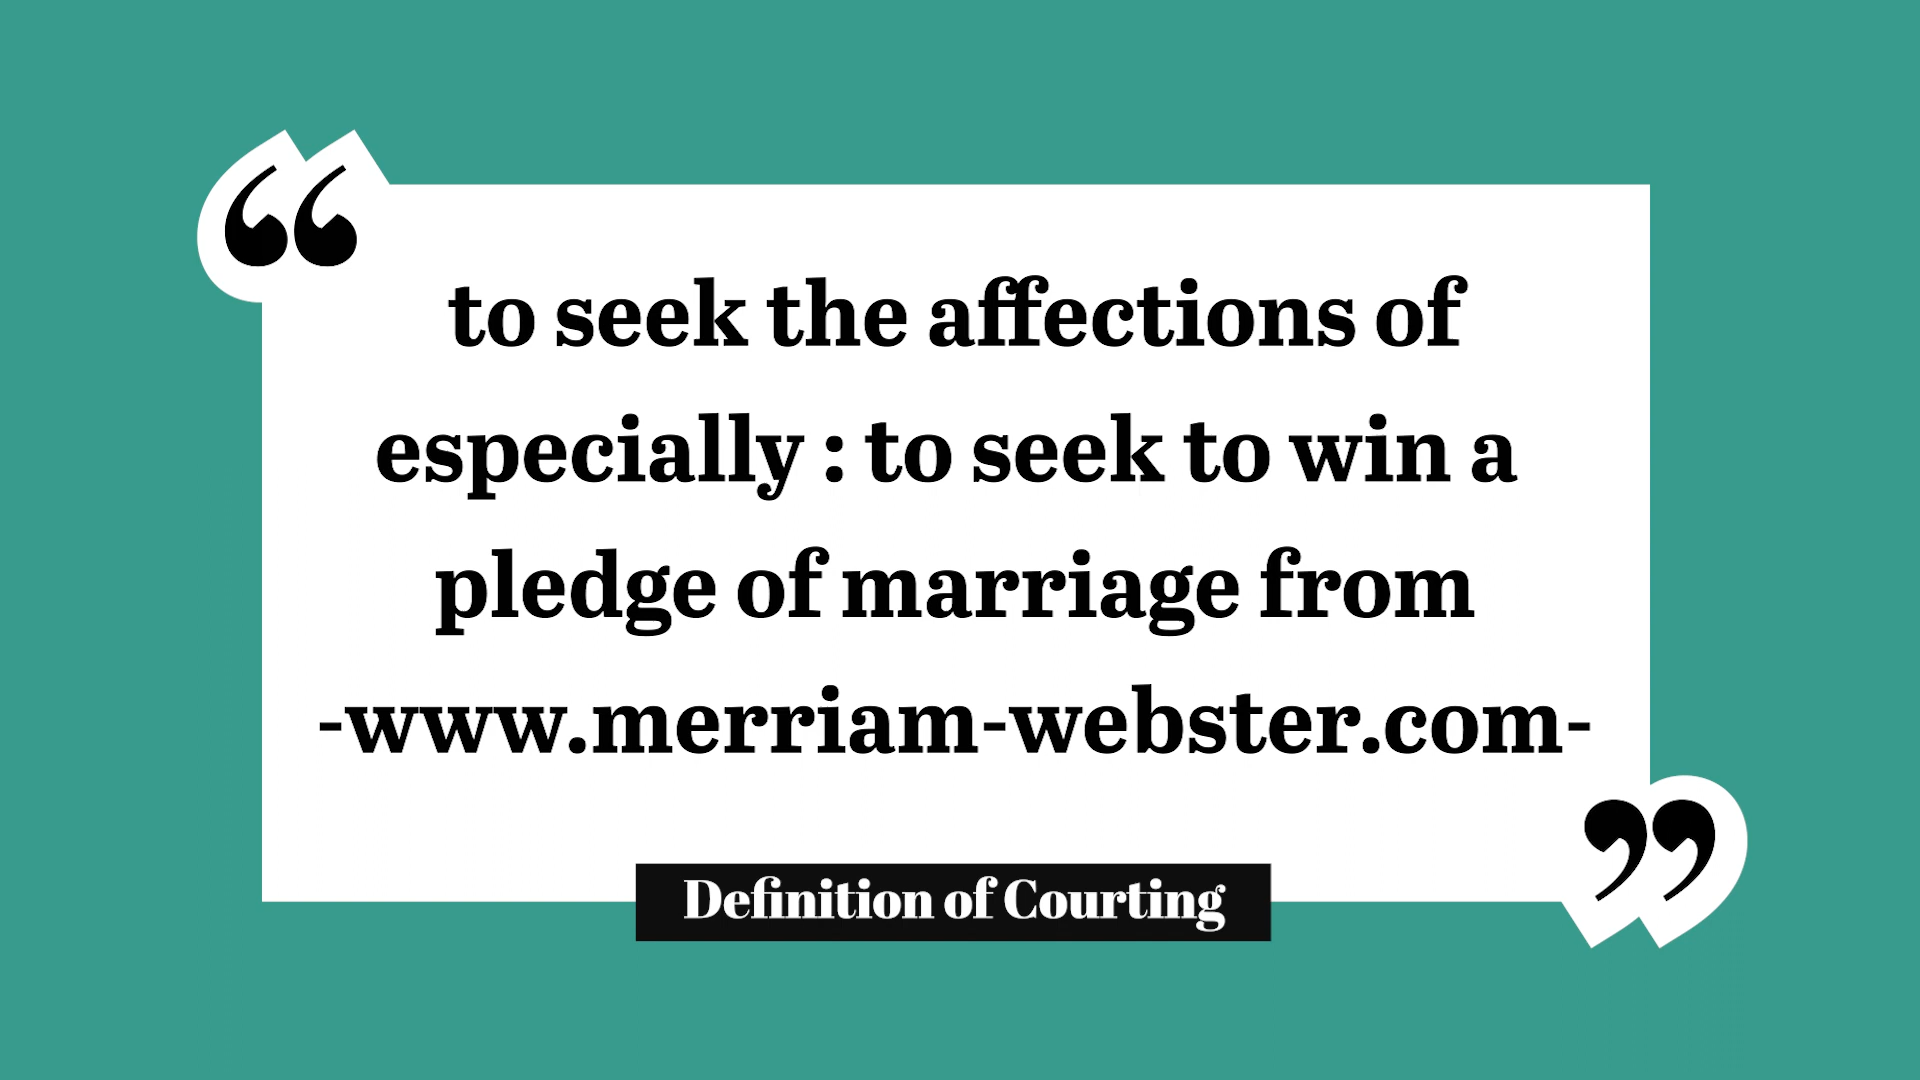 “
to seek the affections of
especially : to seek to win a
pledge of marriage from
-www.merriam-webster.com-
”
Definition of Courting